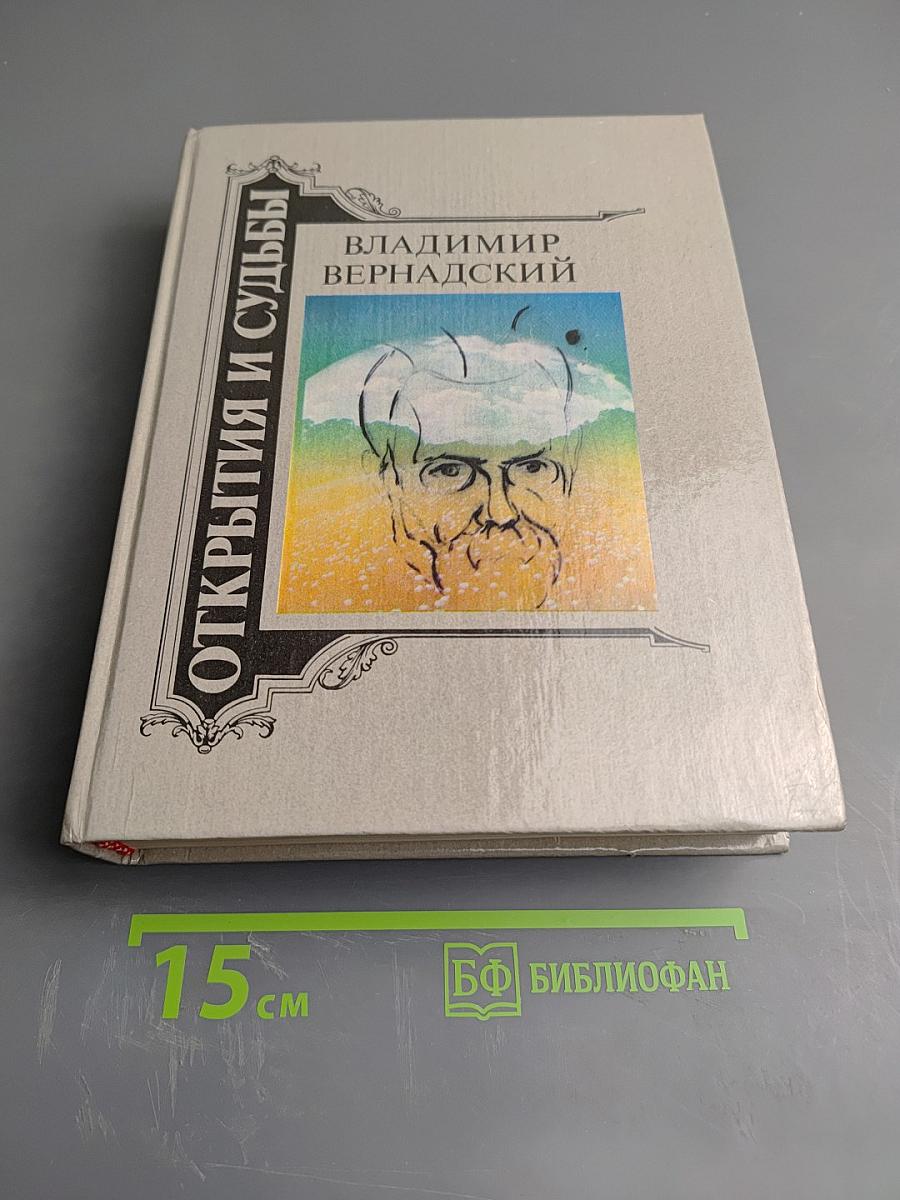 ОТКРЫТИЯ И СУДЬБЫ
ВЛАДИМИР
ВЕРНАДСКИЙ
15 см
БФ БИБЛИОФАН